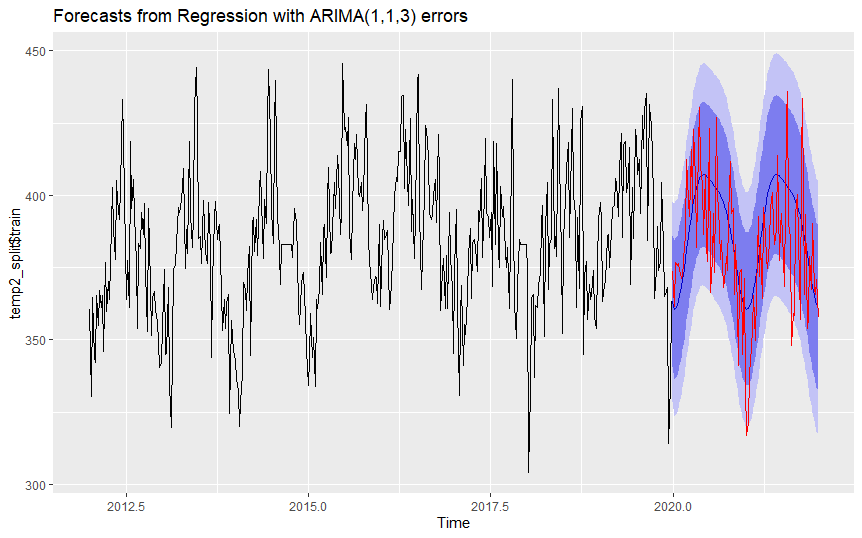 Forecasts from Regression with ARIMA(1,1,3) errors
450
400
350
300
temp2_split$train
2012.5
2015.0
2017.5
2020.0
Time